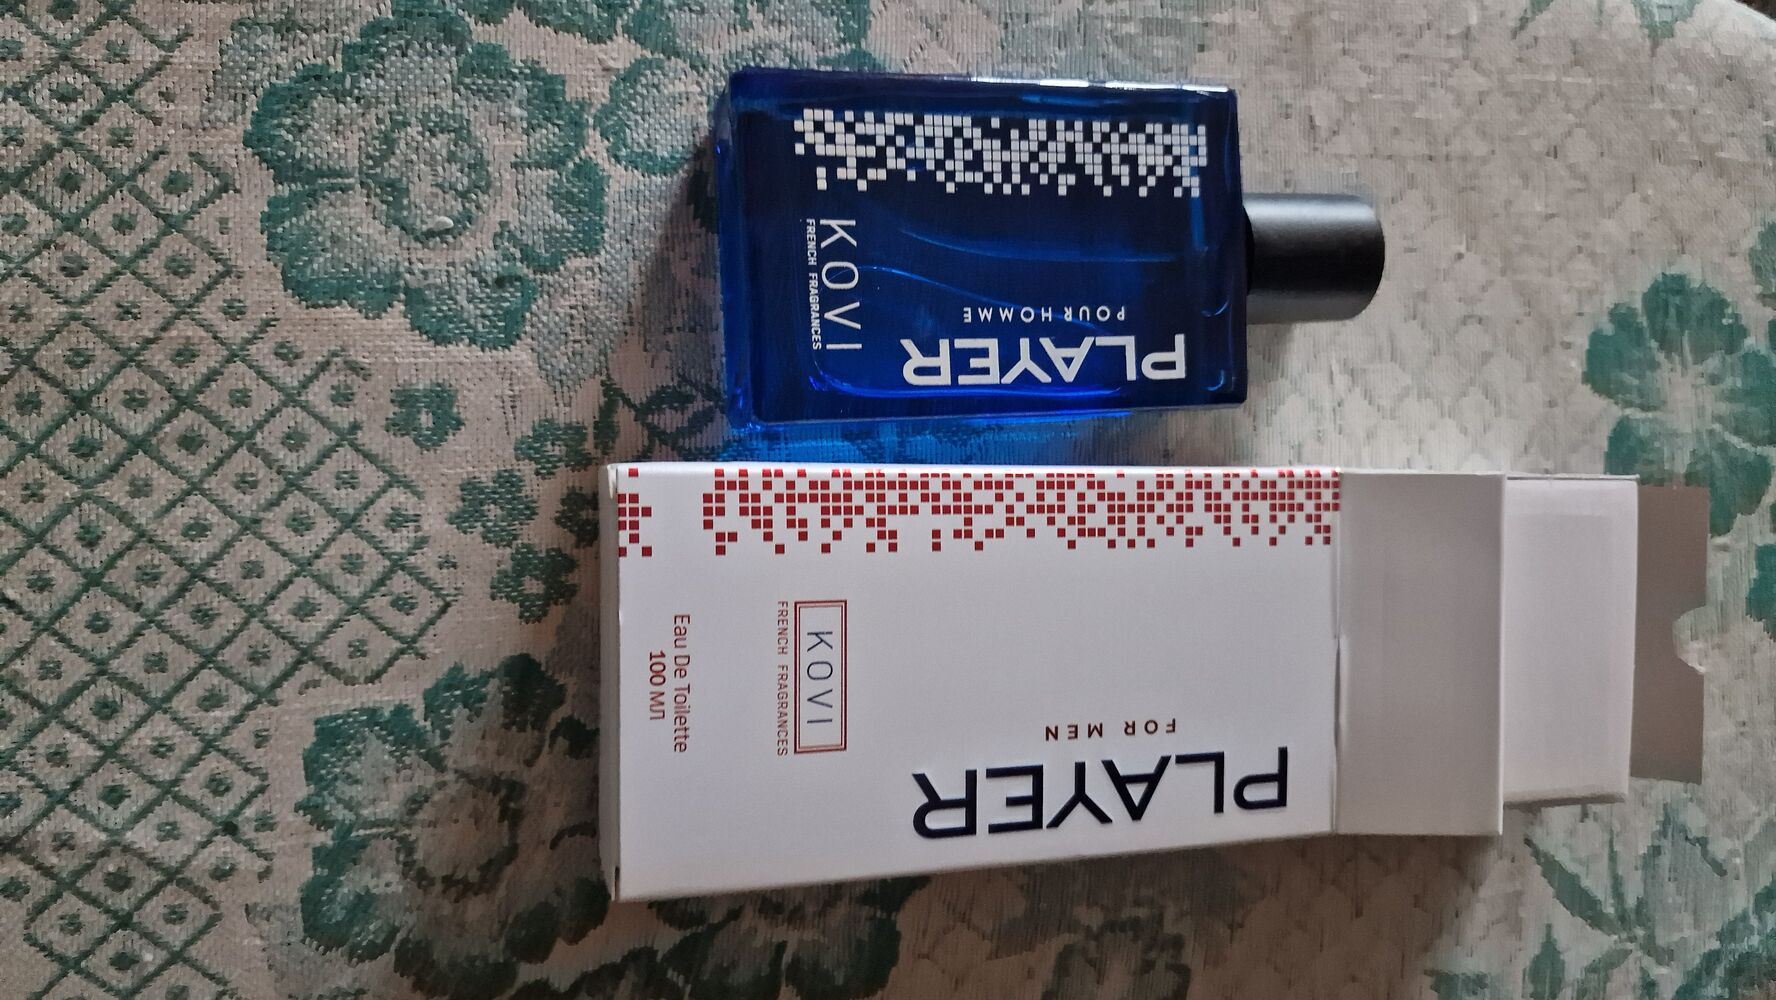 PLAYER
POUR HOMME
KOVI
FRENCH FRAGRANCES
PLAYER
FOR MEN
KOVI
FRENCH FRAGRANCES
Eau De Toilette
100 МЛ